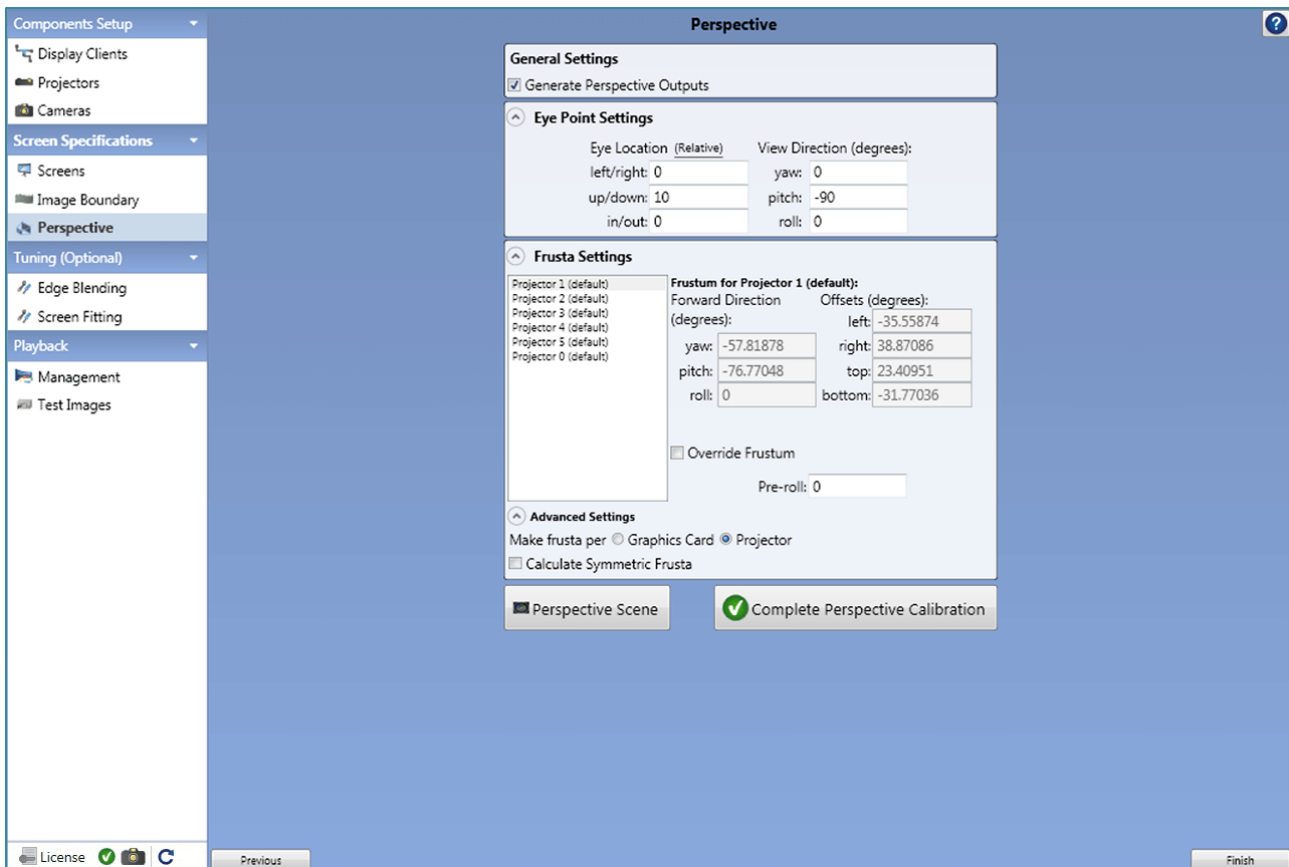 Components Setup
Display Clients
Projectors
Cameras
Screen Specifications
Screens
Image Boundary
Perspective
Tuning (Optional)
Edge Blending
Screen Fitting
Playback
Management
Test Images
License
Perspective
?
General Settings
Generate Perspective Outputs
Eye Point Settings
Eye Location (Relative) View Direction (degrees):
left/right: 0 yaw: 0
up/down: 10 pitch: -90
in/out: 0 roll: 0
Frusta Settings
Projector 1 (default)
Projector 2 (default)
Projector 3 (default)
Projector 4 (default)
Projector 5 (default)
Projector 0 (default)
Frustum for Projector 1 (default):
Forward Direction
(degrees):
yaw: -57.81878
pitch: -76.77048
roll: 0
Offsets (degrees):
left: -35.55874
right: 38.87086
top: 23.40951
bottom: -31.77036
Override Frustum
Pre-roll: 0
Advanced Settings
Make frusta per Graphics Card Projector
Calculate Symmetric Frusta
Perspective Scene
Complete Perspective Calibration
Previous
Finish